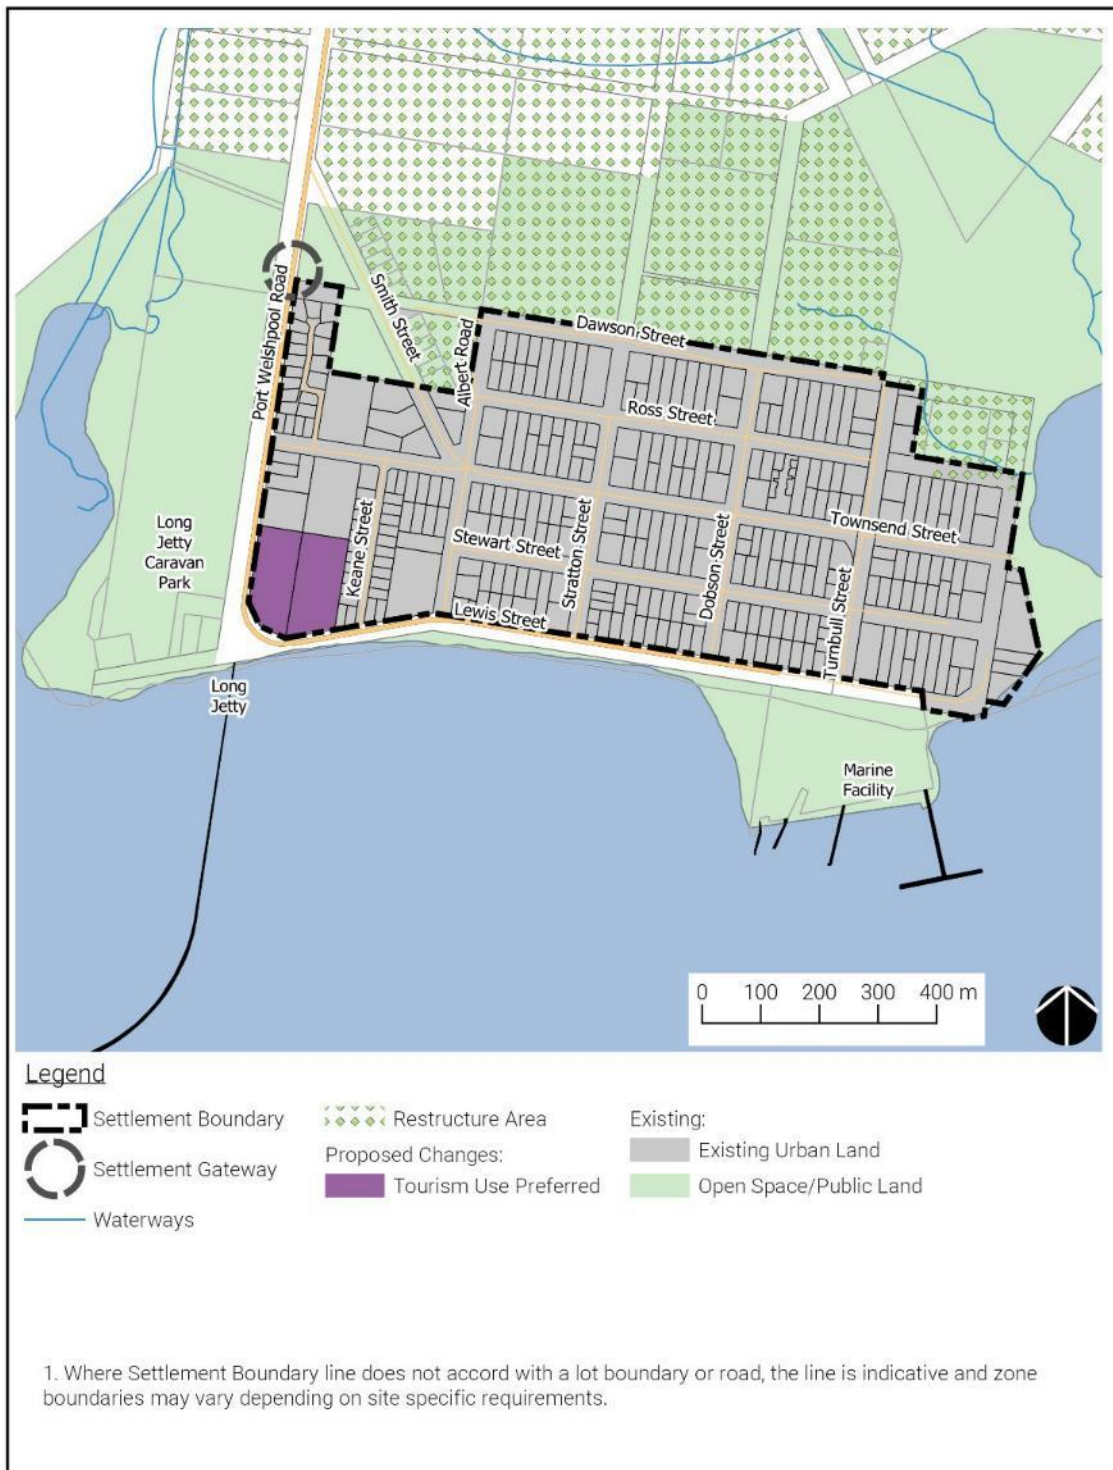 Port Welshpool Road
Smith Street
Albert Road
Dawson Street
Ross Street
Townsend Street
Keane Street
Stewart Street
Stratton Street
Dobson Street
Turnbull Street
Lewis Street
Long
Jetty
Caravan
Park
Long
Jetty
Marine
Facility
0 100 200 300 400 m
Legend
Settlement Boundary
Settlement Gateway
Waterways
Restructure Area
Proposed Changes:
Tourism Use Preferred
Existing:
Existing Urban Land
Open Space/Public Land
1. Where Settlement Boundary line does not accord with a lot boundary or road, the line is indicative and zone
boundaries may vary depending on site specific requirements.